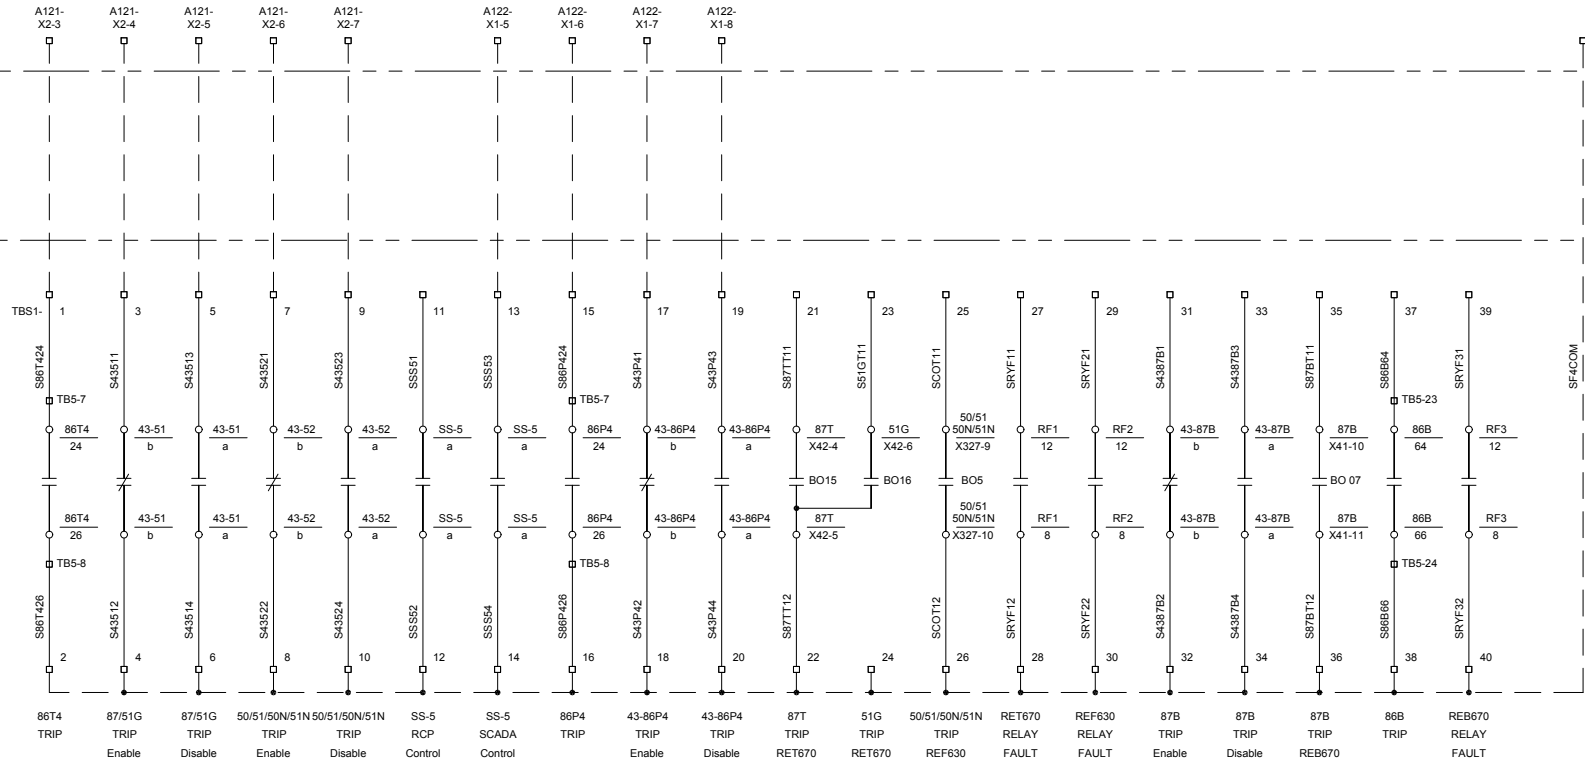 A121- A121- A121- A121- A121- A122- A122- A122- A122-
X2-3 X2-4 X2-5 X2-6 X2-7 X1-5 X1-6 X1-7 X1-8
TBS1- 1 3 5 7 9 11 13 15 17 19 21 23 25 27 29 31 33 35 37 39
S86T424 S43511 S43513 S43521 S43523 SSS51 SSS53 S86P424 S43P41 S43P43 S87TT11 S51GT11 SCOT11 SRYF11 SRYF21 S4387B1 S4387B3 S87BT11 S86B64 SRYF31 SF4COM
TB5-7 TB5-7 TB5-23
50/51
86T4 43-51 43-51 43-52 43-52 SS-5 SS-5 86P4 43-86P4 43-86P4 87T 51G 50N/51N RF1 RF2 43-87B 43-87B 87B 86B RF3
24 b a b a a a 24 b a X42-4 X42-6 X327-9 12 12 b a X41-10 64 12
BO15 BO16 BO5 BO 07
50/51
86T4 43-51 43-51 43-52 43-52 SS-5 SS-5 86P4 43-86P4 43-86P4 87T 50N/51N RF1 RF2 43-87B 43-87B 87B 86B RF3
26 b a b a a a 26 b a X42-5 X327-10 8 8 b a X41-11 66 8
TB5-8 TB5-8 TB5-24
S86T426 S43512 S43514 S43522 S43524 SSS52 SSS54 S86P426 S43P42 S43P44 S87TT12 SCOT12 SRYF12 SRYF22 S4387B2 S4387B4 S87BT12 S86B66 SRYF32
2 4 6 8 10 12 14 16 18 20 22 24 26 28 30 32 34 36 38 40
86T4 87/51G 87/51G 50/51/50N/51N 50/51/50N/51N SS-5 SS-5 86P4 43-86P4 43-86P4 87T 51G 50/51/50N/51N RET670 REF630 87B 87B 87B 86B REB670
TRIP TRIP TRIP TRIP TRIP RCP SCADA TRIP TRIP TRIP TRIP TRIP TRIP RELAY RELAY TRIP TRIP TRIP TRIP RELAY
Enable Disable Enable Disable Control Control Enable Disable RET670 RET670 REF630 FAULT FAULT Enable Disable REB670 FAULT